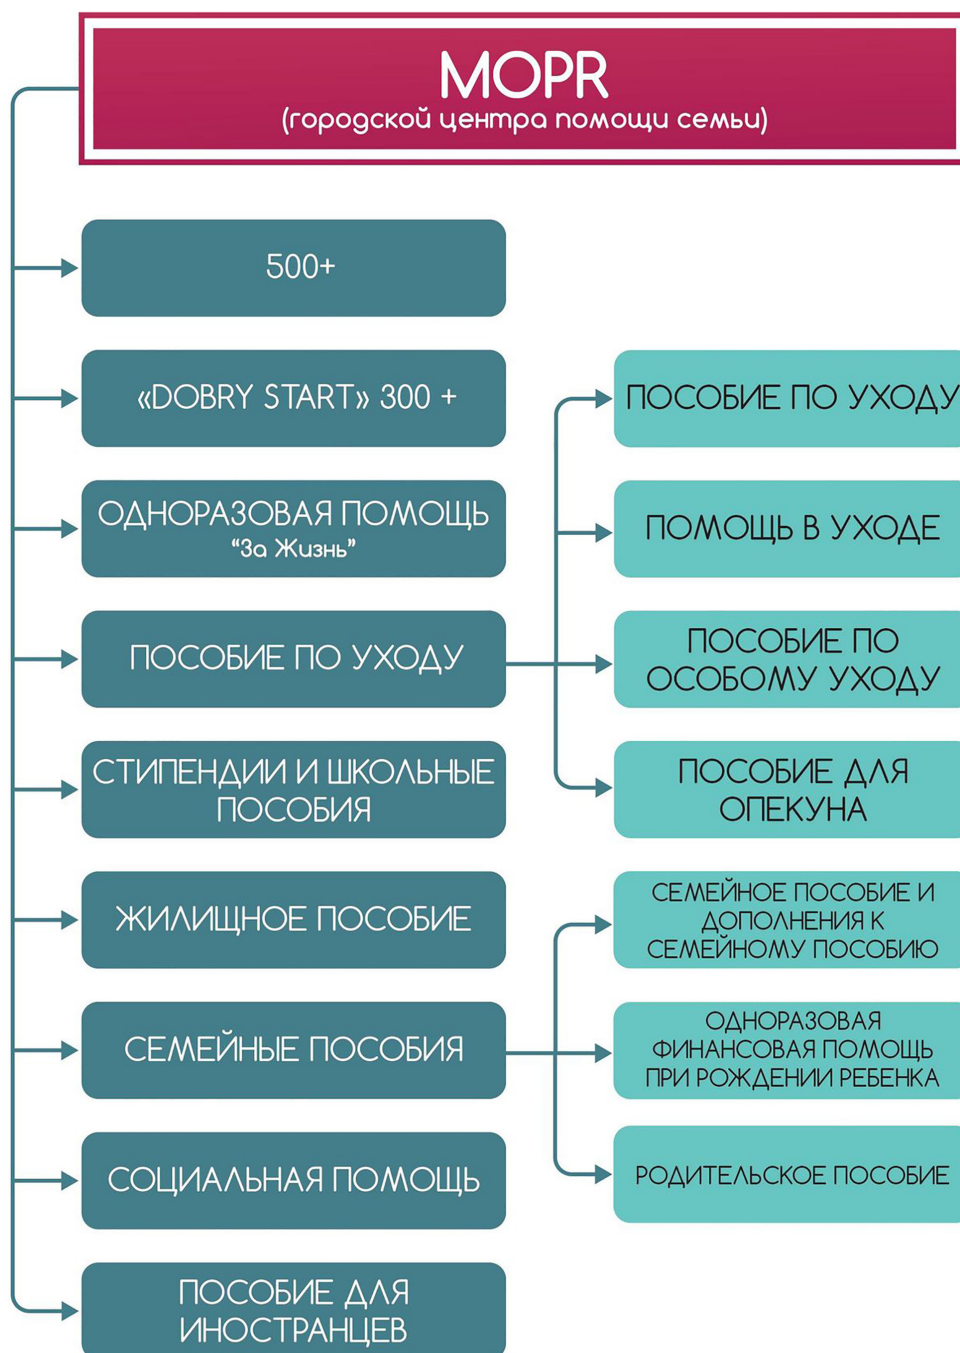 MOPR
(городской центра помощи семьи)
500+
«DOBRY START» 300 +
ОДНОРАЗОВАЯ ПОМОЩЬ
“За Жизнь”
ПОСОБИЕ ПО УХОДУ
СТИПЕНДИИ И ШКОЛЬНЫЕ
ПОСОБИЯ
ЖИЛИЩНОЕ ПОСОБИЕ
СЕМЕЙНЫЕ ПОСОБИЯ
СОЦИАЛЬНАЯ ПОМОЩЬ
ПОСОБИЕ ДЛЯ
ИНОСТРАНЦЕВ
ПОСОБИЕ ПО УХОДУ
ПОМОЩЬ В УХОДЕ
ПОСОБИЕ ПО
ОСОБОМУ УХОДУ
ПОСОБИЕ ДЛЯ
ОПЕКУНА
СЕМЕЙНОЕ ПОСОБИЕ И
ДОПОЛНЕНИЯ К
СЕМЕЙНОМУ ПОСОБИЮ
ОДНОРАЗОВАЯ
ФИНАНСОВАЯ ПОМОЩЬ
ПРИ РОЖДЕНИИ РЕБЕНКА
РОДИТЕЛЬСКОЕ ПОСОБИЕ